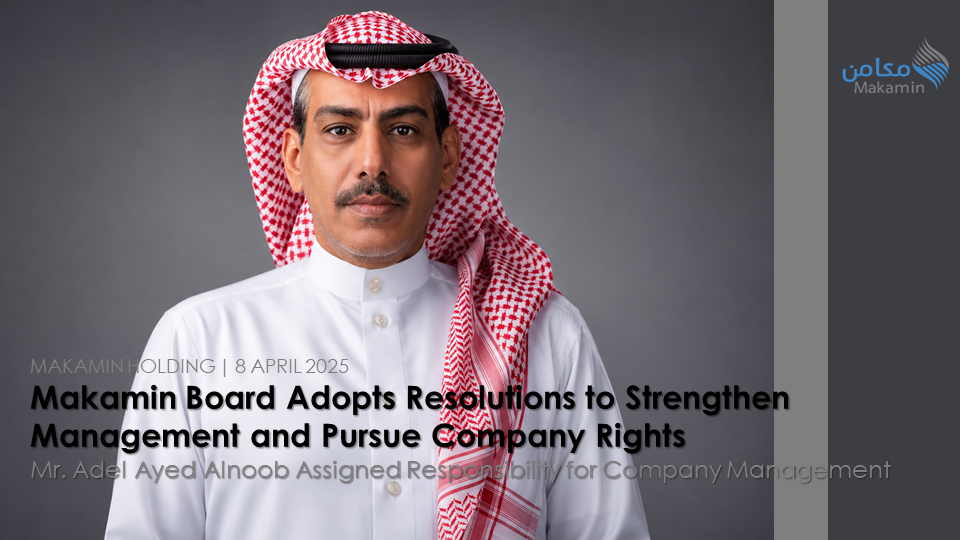 مكامن
Makamin
MAKAMIN HOLDING | 8 APRIL 2025
Makamin Board Adopts Resolutions to Strengthen
Management and Pursue Company Rights
Mr. Adel Ayed Alnoob Assigned Responsibility for Company Management